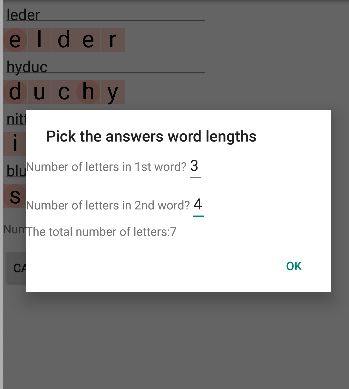 leder
e l d e r
hyduc
d u c h y
nitt
i
blu
s
Pick the answers word lengths
Number of letters in 1st word? 3
Number of letters in 2nd word? 4
The total number of letters:7
Num
CA
OK